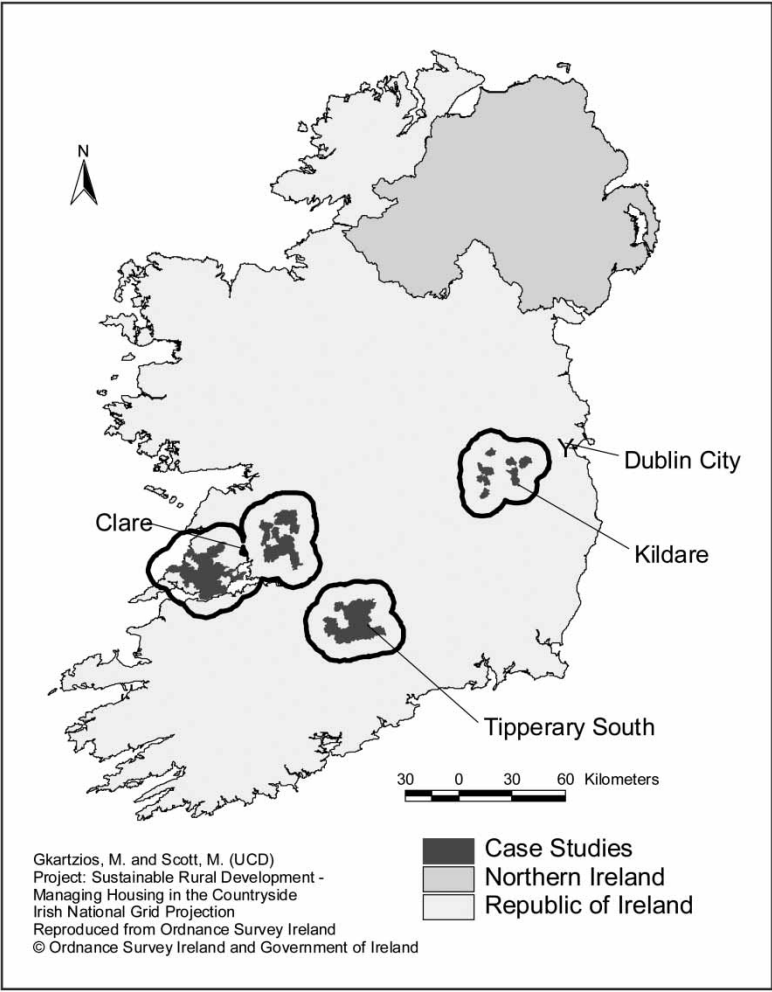 N
Dublin City
Clare
Kildare
Tipperary South
30 0 30 60 Kilometers
Case Studies
Northern Ireland
Republic of Ireland
Gkartzios, M. and Scott, M. (UCD)
Project: Sustainable Rural Development -
Managing Housing in the Countryside
Irish National Grid Projection
Reproduced from Ordnance Survey Ireland
© Ordnance Survey Ireland and Government of Ireland